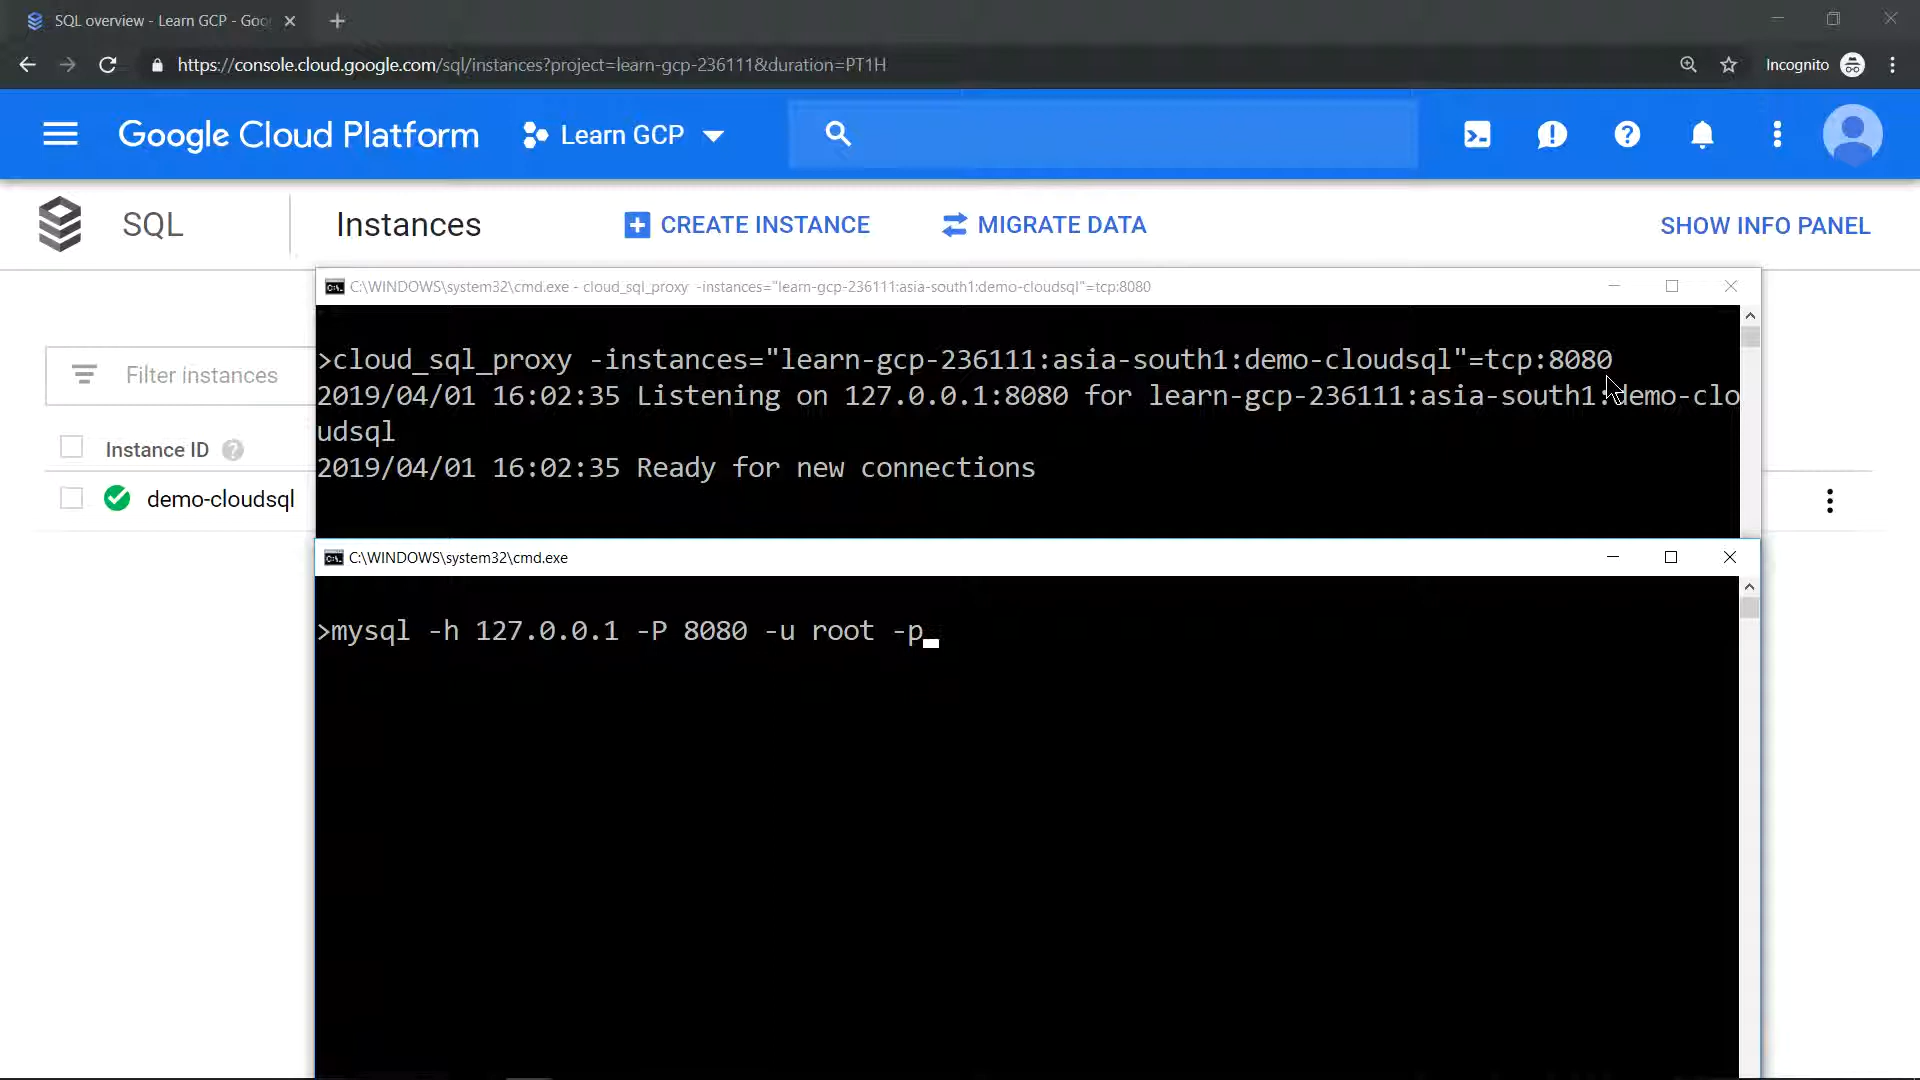 SQL overview - Learn GCP - Goo
https://console.cloud.google.com/sql/instances?project=learn-gcp-236111&duration=PT1H
Incognito
Google Cloud Platform
Learn GCP
SQL
Instances
CREATE INSTANCE
MIGRATE DATA
SHOW INFO PANEL
C:\WINDOWS\system32\cmd.exe - cloud_sql_proxy -instances="learn-gcp-236111:asia-south1:demo-cloudsql"=tcp:8080
>cloud_sql_proxy -instances="learn-gcp-236111:asia-south1:demo-cloudsql"=tcp:8080
2019/04/01 16:02:35 Listening on 127.0.0.1:8080 for learn-gcp-236111:asia-south1:demo-clo
udsql
2019/04/01 16:02:35 Ready for new connections
Filter instances
Instance ID
demo-cloudsql
C:\WINDOWS\system32\cmd.exe
>mysql -h 127.0.0.1 -P 8080 -u root -p